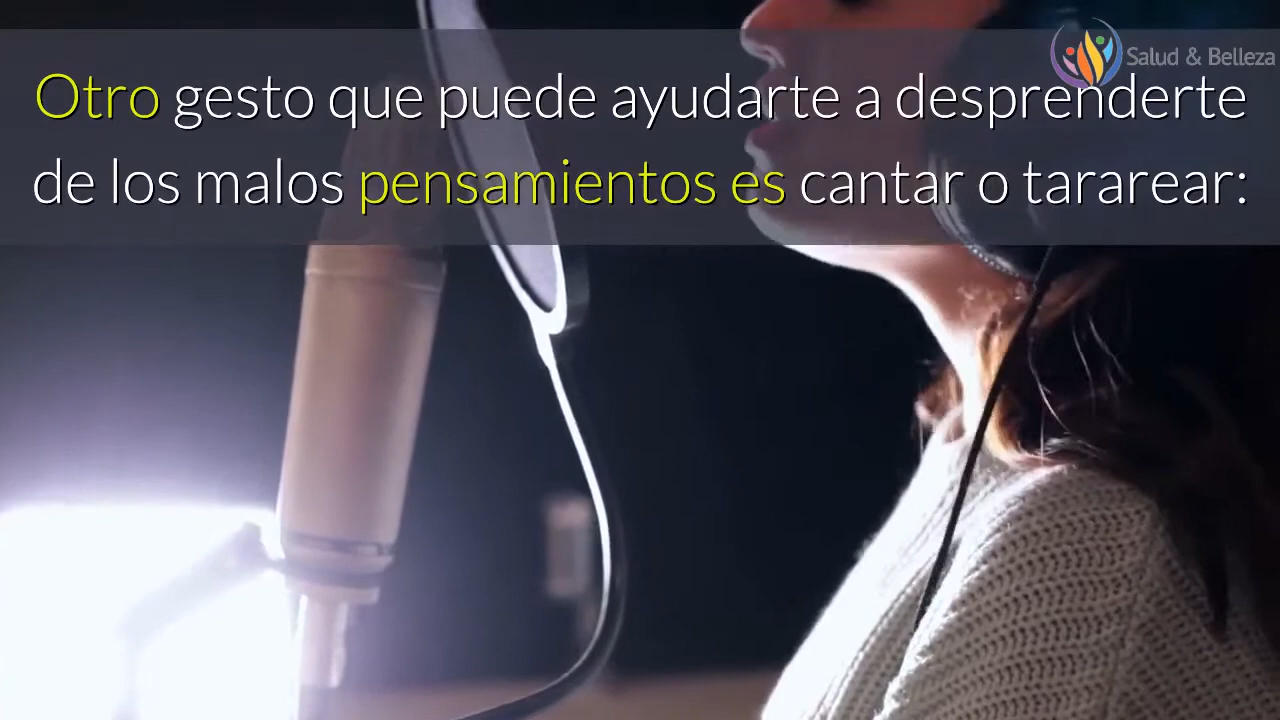 Salud & Belleza
Otro gesto que puede ayudarte a desprenderte
de los malos pensamientos es cantar o tararear: